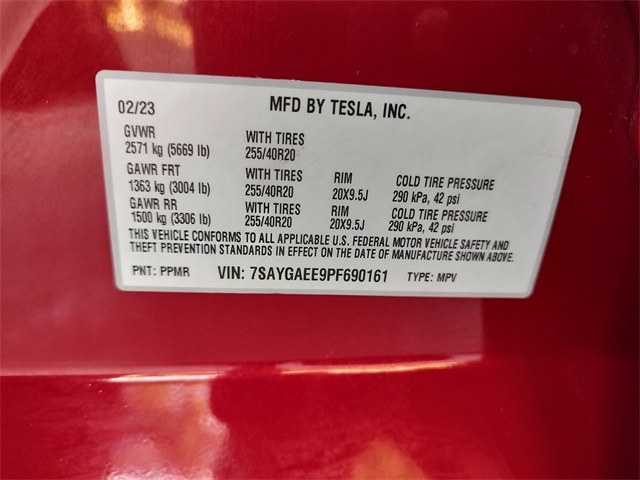 02/23 MFD BY TESLA, INC.
GVWR
2571 kg (5669 lb) WITH TIRES 255/40R20
GAWR FRT
1363 kg (3004 lb) WITH TIRES 255/40R20 RIM 20X9.5J COLD TIRE PRESSURE 290 kPa, 42 psi
GAWR RR
1500 kg (3306 lb) WITH TIRES 255/40R20 RIM 20X9.5J COLD TIRE PRESSURE 290 kPa, 42 psi
THIS VEHICLE CONFORMS TO ALL APPLICABLE U.S. FEDERAL MOTOR VEHICLE SAFETY AND
THEFT PREVENTION STANDARDS IN EFFECT ON THE DATE OF MANUFACTURE SHOWN ABOVE.
PNT: PPMR VIN: 7SAYGAEE9PF690161 TYPE: MPV